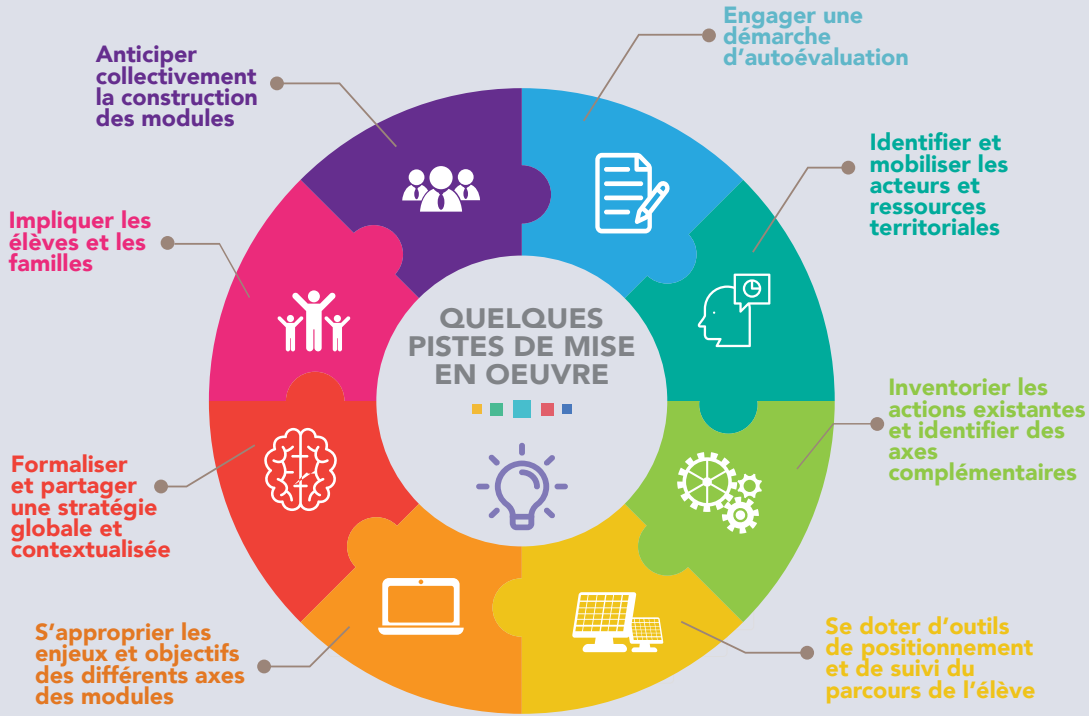 QUELQUES
PISTES DE MISE
EN OEUVRE
Engager une
démarche
d’autoévaluation
Identifier et
mobiliser les
acteurs et
ressources
territoriales
Inventorier les
actions existantes
et identifier des
axes
complémentaires
Se doter d’outils
de positionnement
et de suivi du
parcours de l’élève
S’approprier les
enjeux et objectifs
des différents axes
des modules
Formaliser
et partager
une stratégie
globale et
contextualisée
Impliquer les
élèves et les
familles
Anticiper
collectivement
la construction
des modules